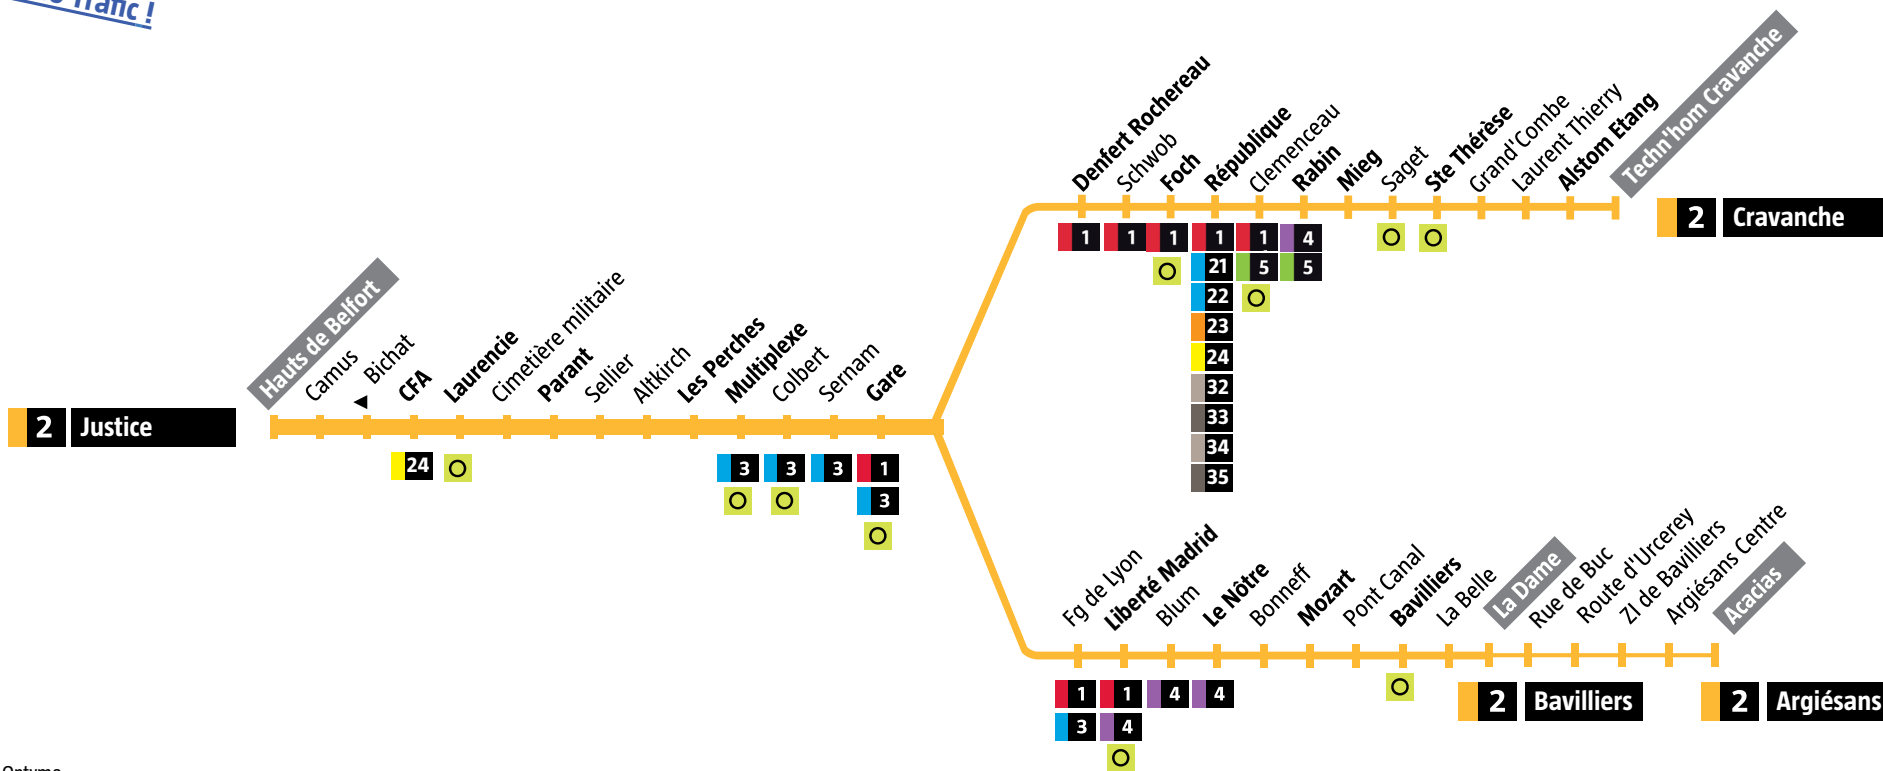 Trafic !
Denfert Rochereau
Schwob
Foch
République
Clemenceau
Rabin
Mieg
Saget
Ste Thérèse
Grand'Combe
Laurent Thierry
Alstom Etang
Techn'hom Cravanche
2 Cravanche
1 1 1 1 1 4
21 5 5
22
23
24
32
33
34
35
Hauts de Belfort
Camus
Bichat
CFA
Laurencie
Cimetière militaire
Parant
Sellier
Altkirch
Les Perches
Multiplexe
Colbert
Sernam
Gare
2 Justice
24
3 3 3 1
3
Fg de Lyon
Liberté Madrid
Blum
Le Nôtre
Bonneff
Mozart
Pont Canal
Bavilliers
La Belle
La Dame
Rue de Buc
Route d'Urcerey
ZI de Bavilliers
Argiésans Centre
Acacias
1 1 4 4
3 4
2 Bavilliers
2 Argiésans